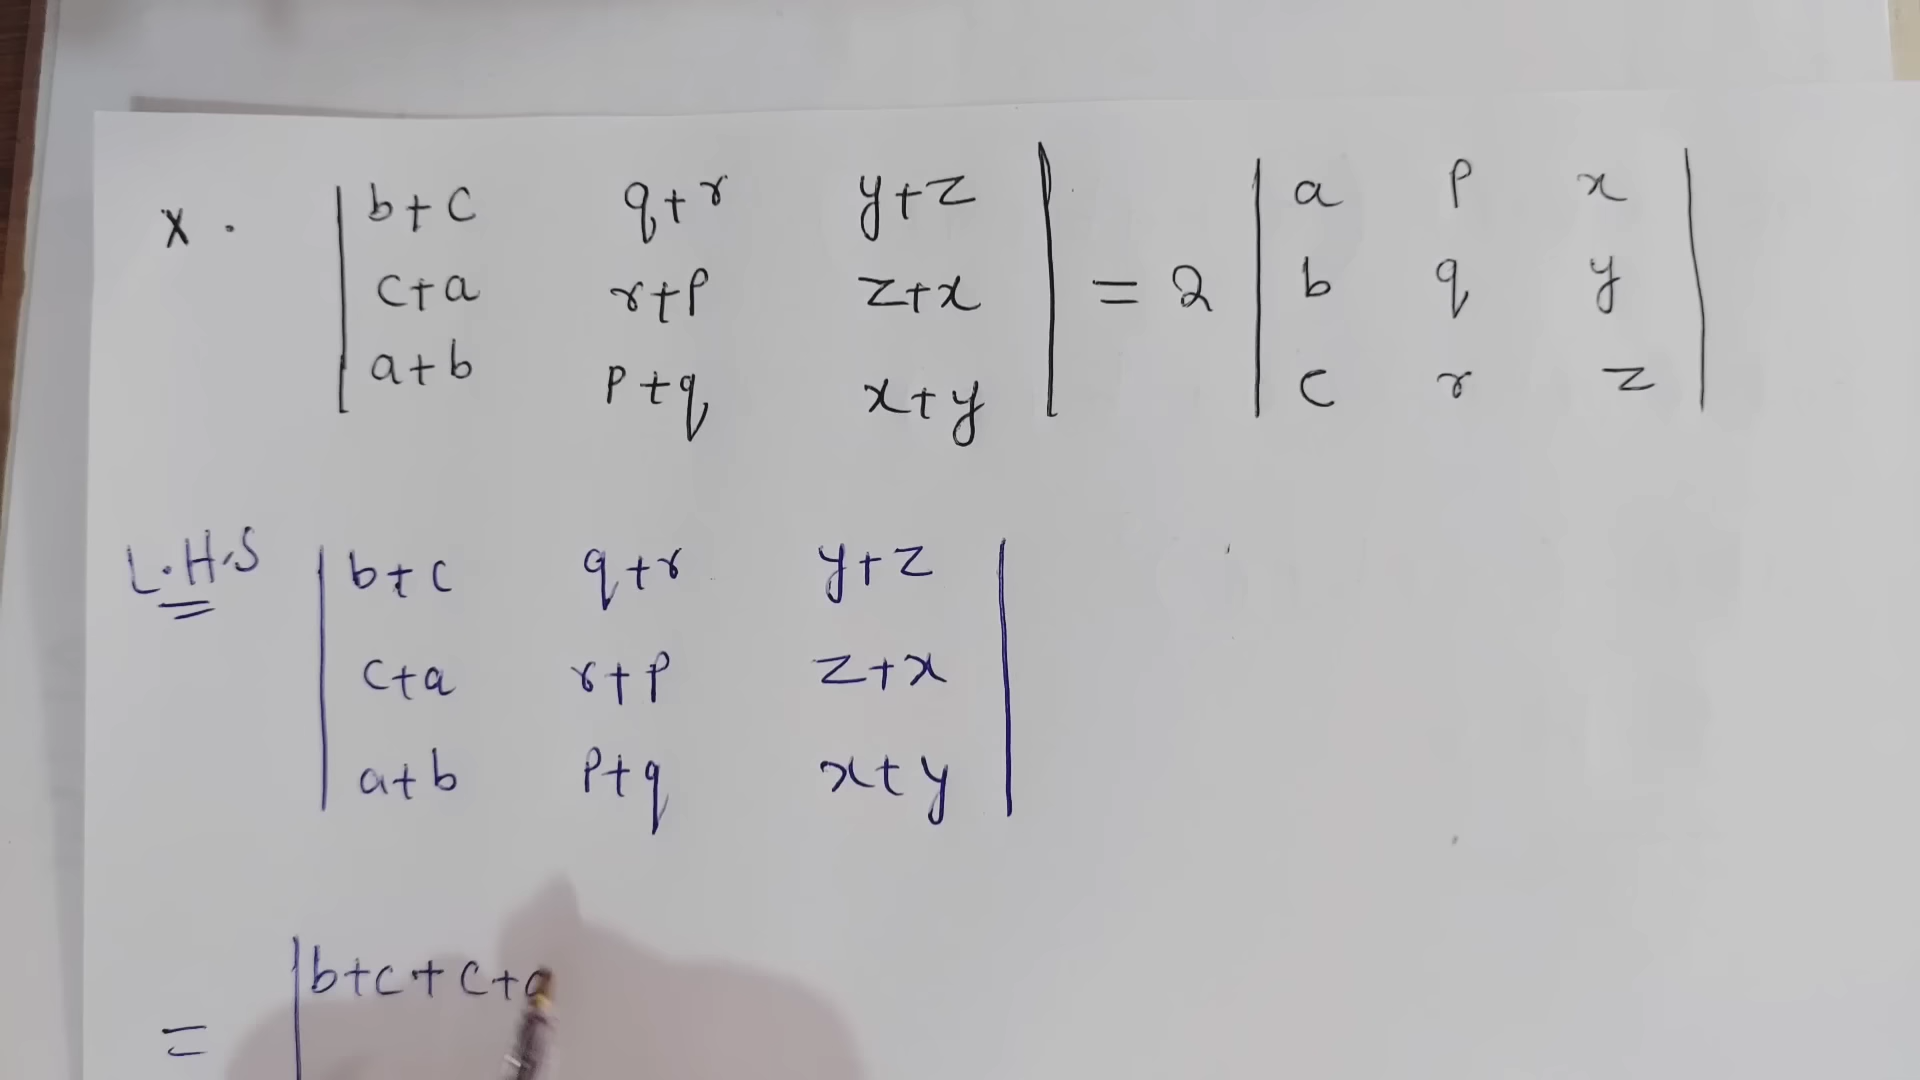 x. | b+c q+r y+z | = 2 | a p x |
| c+a r+p z+x | | b q y |
| a+b p+q x+y | | c r z |
L.H.S | b+c q+r y+z |
| c+a r+p z+x |
| a+b p+q x+y |
= | b+c+c+a